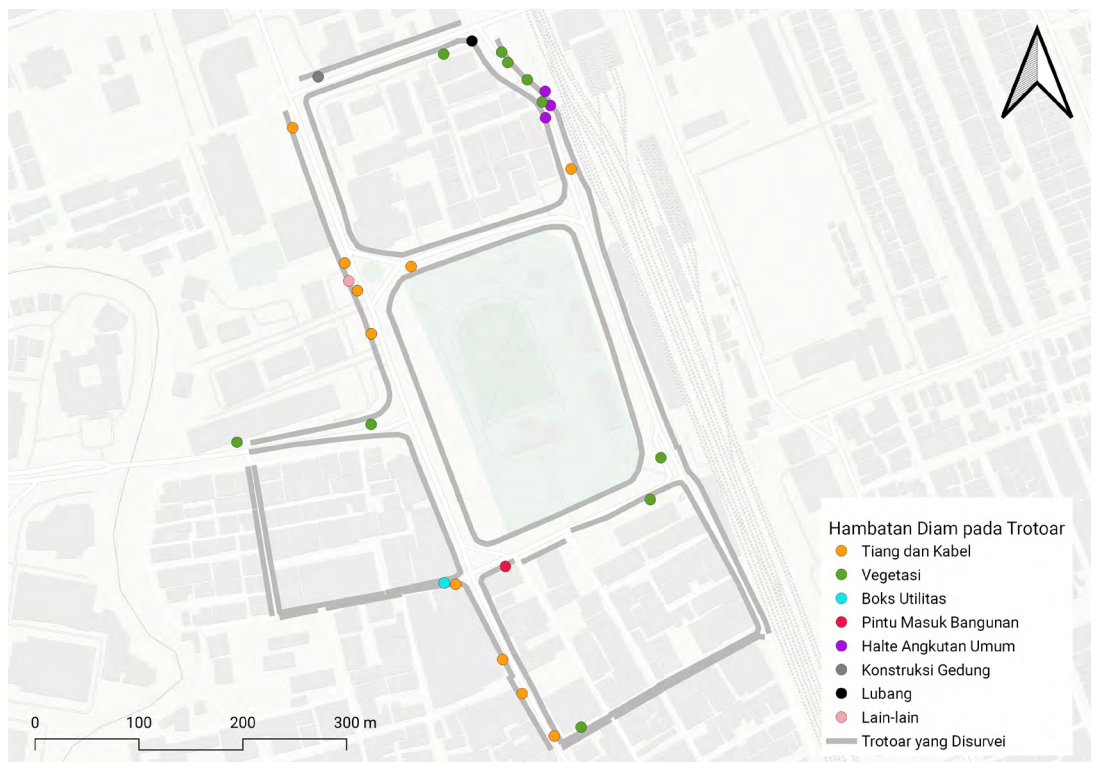 Hambatan Diam pada Trotoar
Tiang dan Kabel
Vegetasi
Boks Utilitas
Pintu Masuk Bangunan
Halte Angkutan Umum
Konstruksi Gedung
Lubang
Lain-lain
Trotoar yang Disurvei
0 100 200 300 m